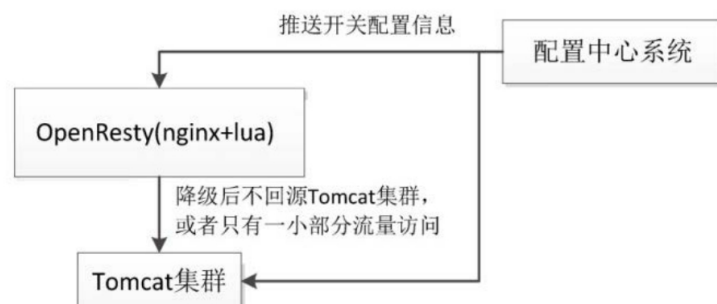 推送开关配置信息
配置中心系统
OpenResty(nginx+lua)
降级后不回源Tomcat集群，
或者只有一小部分流量访问
Tomcat集群